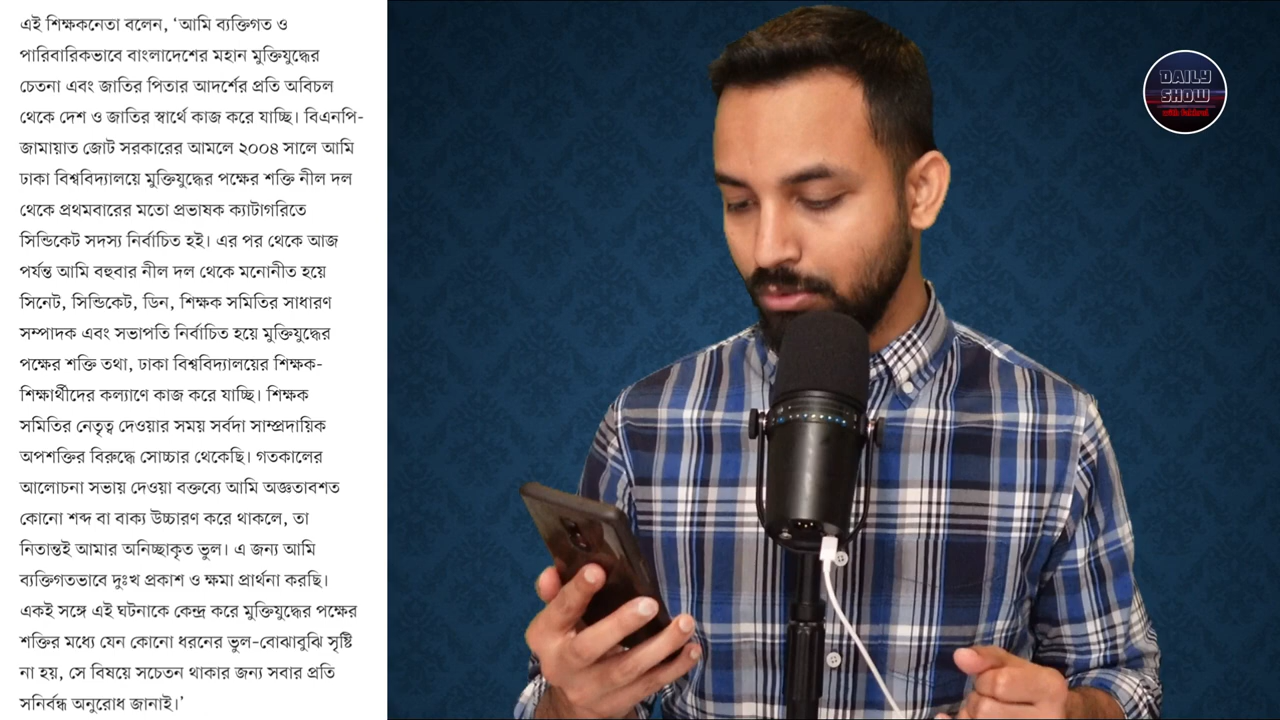 এই শিক্ষকনেতা বলেন, ‘আমি ব্যক্তিগত ও
পারিবারিকভাবে বাংলাদেশের মহান মুক্তিযুদ্ধের
চেতনা এবং জাতির পিতার আদর্শের প্রতি অবিচল
থেকে দেশ ও জাতির স্বার্থে কাজ করে যাচ্ছি। বিএনপি-
জামায়াত জোট সরকারের আমলে ২০০৪ সালে আমি
ঢাকা বিশ্ববিদ্যালয়ে মুক্তিযুদ্ধের পক্ষের শক্তি নীল দল
থেকে প্রথমবারের মতো প্রভাষক ক্যাটাগরিতে
সিন্ডিকেট সদস্য নির্বাচিত হই। এর পর থেকে আজ
পর্যন্ত আমি বহুবার নীল দল থেকে মনোনীত হয়ে
সিনেট, সিন্ডিকেট, ডিন, শিক্ষক সমিতির সাধারণ
সম্পাদক এবং সভাপতি নির্বাচিত হয়ে মুক্তিযুদ্ধের
পক্ষের শক্তি তথা, ঢাকা বিশ্ববিদ্যালয়ের শিক্ষক-
শিক্ষার্থীদের কল্যাণে কাজ করে যাচ্ছি। শিক্ষক
সমিতির নেতৃত্ব দেওয়ার সময় সর্বদা সাম্প্রদায়িক
অপশক্তির বিরুদ্ধে সোচ্চার থেকেছি। গতকালের
আলোচনা সভায় দেওয়া বক্তব্যে আমি অজ্ঞতাবশত
কোনো শব্দ বা বাক্য উচ্চারণ করে থাকলে, তা
নিতান্তই আমার অনিচ্ছাকৃত ভুল। এ জন্য আমি
ব্যক্তিগতভাবে দুঃখ প্রকাশ ও ক্ষমা প্রার্থনা করছি।
একই সঙ্গে এই ঘটনাকে কেন্দ্র করে মুক্তিযুদ্ধের পক্ষের
শক্তির মধ্যে যেন কোনো ধরনের ভুল-বোঝাবুঝি সৃষ্টি
না হয়, সে বিষয়ে সচেতন থাকার জন্য সবার প্রতি
সনির্বন্ধ অনুরোধ জানাই।’
DAILY
SHOW
with